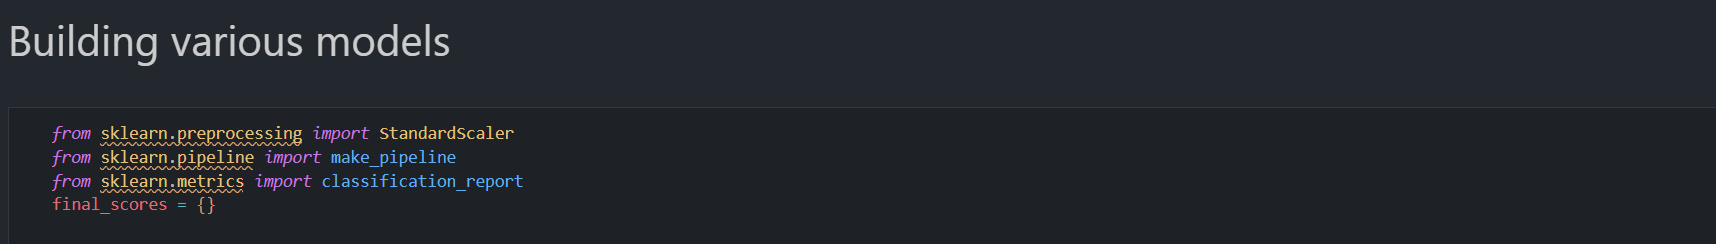 Building various models
from sklearn.preprocessing import StandardScaler
from sklearn.pipeline import make_pipeline
from sklearn.metrics import classification_report
final_scores = {}